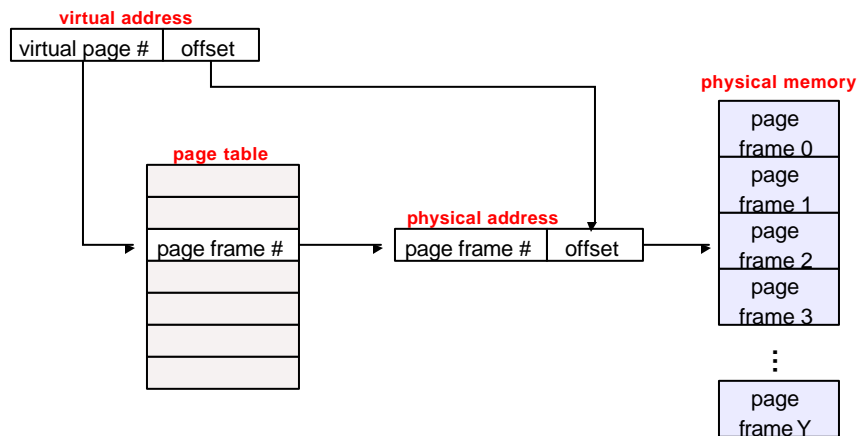 virtual address
virtual page #
offset
physical memory
page
frame 0
page table
page
frame 1
physical address
page frame #
page frame #
offset
page
frame 2
page
frame 3
⋮
page
frame Y